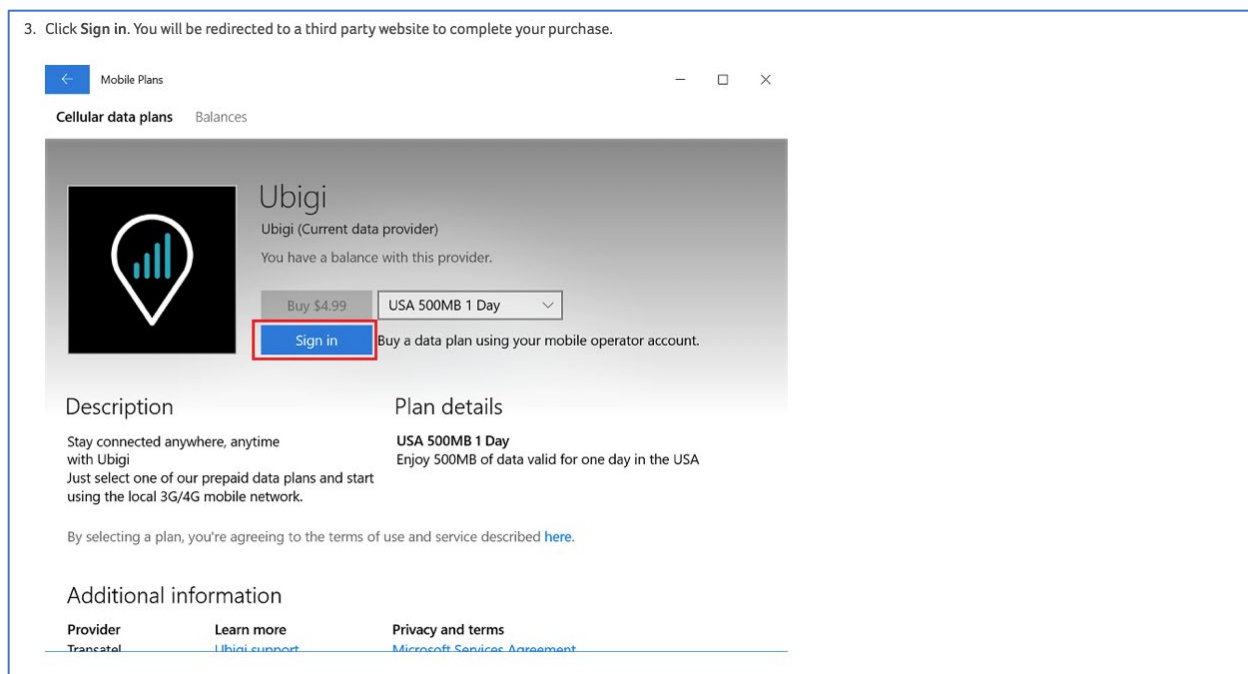 3. Click Sign in. You will be redirected to a third party website to complete your purchase.
Mobile Plans
Cellular data plans Balances
Ubigi
Ubigi (Current data provider)
You have a balance with this provider.
Buy $4.99 USA 500MB 1 Day
Sign in Buy a data plan using your mobile operator account.
Description Plan details
Stay connected anywhere, anytime USA 500MB 1 Day
with Ubigi Enjoy 500MB of data valid for one day in the USA
Just select one of our prepaid data plans and start
using the local 3G/4G mobile network.
By selecting a plan, you're agreeing to the terms of use and service described here.
Additional information
Provider Learn more Privacy and terms
Transatel Ubigi support Microsoft Services Agreement